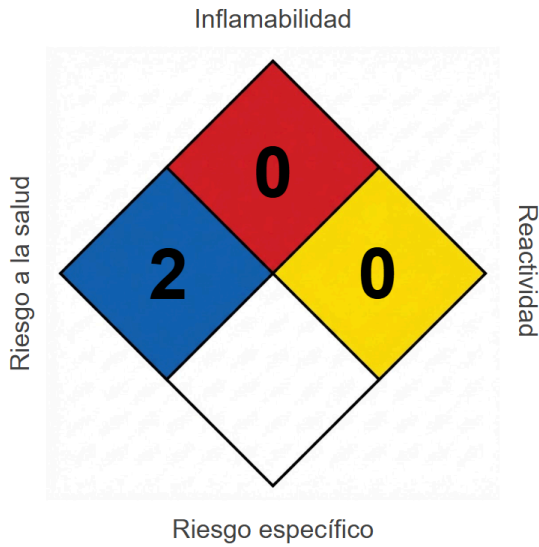 Inflamabilidad
0
Riesgo a la salud
2
0
Reactividad
Riesgo específico